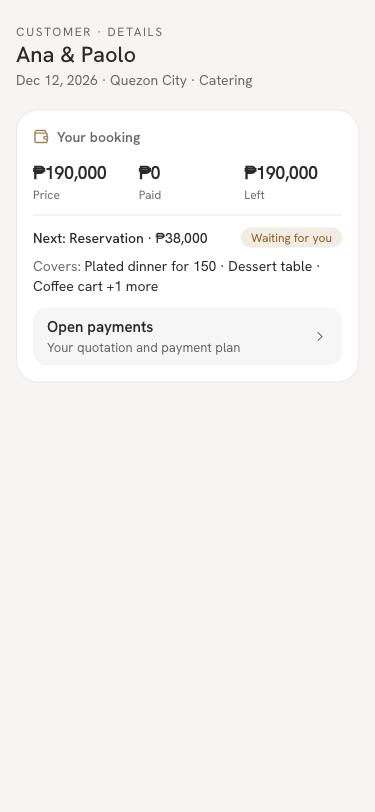 CUSTOMER · DETAILS
Ana & Paolo
Dec 12, 2026 · Quezon City · Catering
Your booking
₱190,000 ₱0 ₱190,000
Price Paid Left
Next: Reservation · ₱38,000 Waiting for you
Covers: Plated dinner for 150 · Dessert table ·
Coffee cart +1 more
Open payments
Your quotation and payment plan